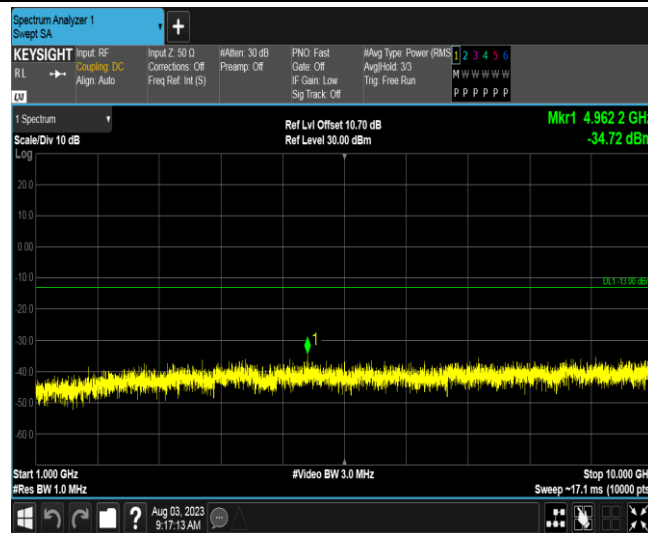 Spectrum Analyzer 1
Swept SA
KEYSIGHT
RL
LXI
Input: RF
Coupling: DC
Align: Auto
Input Z: 50 Ω
Corrections: Off
Freq Ref: Int (S)
#Atten: 30 dB
Preamp: Off
PNO: Fast
Gate: Off
IF Gain: Low
Sig Track: Off
#Avg Type: Power (RMS
Avg|Hold: 3/3
Trig: Free Run
1 2 3 4 5 6
M W W W W W
P P P P P P
1 Spectrum
Scale/Div 10 dB
Log
Ref Lvl Offset 10.70 dB
Ref Level 30.00 dBm
Mkr1 4.962 2 GHz
-34.72 dBm
20.0
10.0
0.00
-10.0
DL1 -13.00 dBm
-20.0
-30.0
1
-40.0
-50.0
-60.0
Start 1.000 GHz
#Res BW 1.0 MHz
#Video BW 3.0 MHz
Stop 10.000 GH
Sweep ~17.1 ms (10000 pts
?
Aug 03, 2023
9:17:13 AM